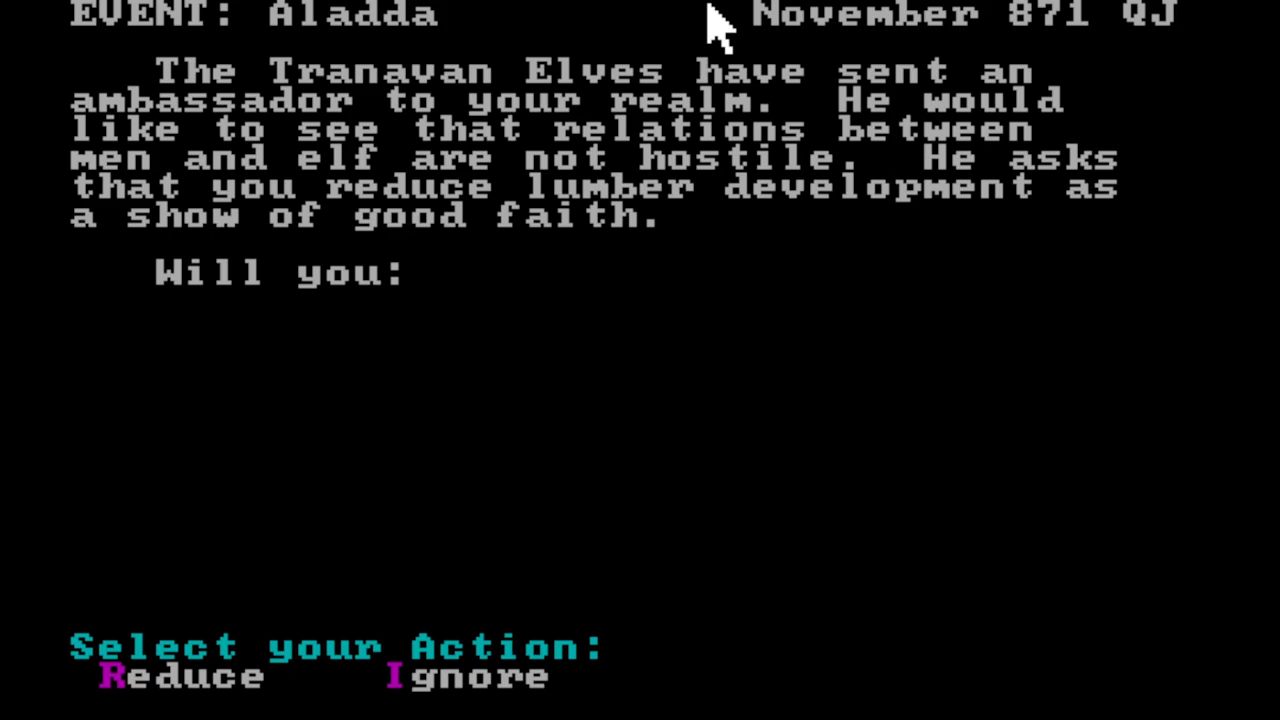 EVENT: Aladda November 871 QJ
The Tranavan Elves have sent an
ambassador to your realm. He would
like to see that relations between
men and elf are not hostile. He asks
that you reduce lumber development as
a show of good faith.
Will you:
Select your Action:
Reduce Ignore